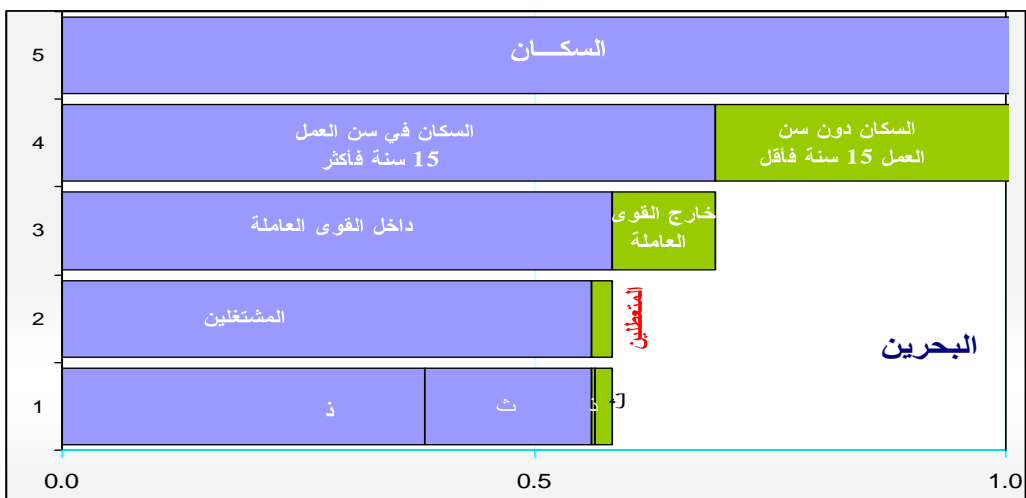 5
السكـــان
4
السكان في سن العمل
15 سنة فأكثر
السكان دون سن
العمل 15 سنة فأقل
3
داخل القوى العاملة
خارج القوى
العاملة
2
المشتغلين
المتعطلين
البحرين
1
ذ
ث
ذ
0.0
0.5
1.0